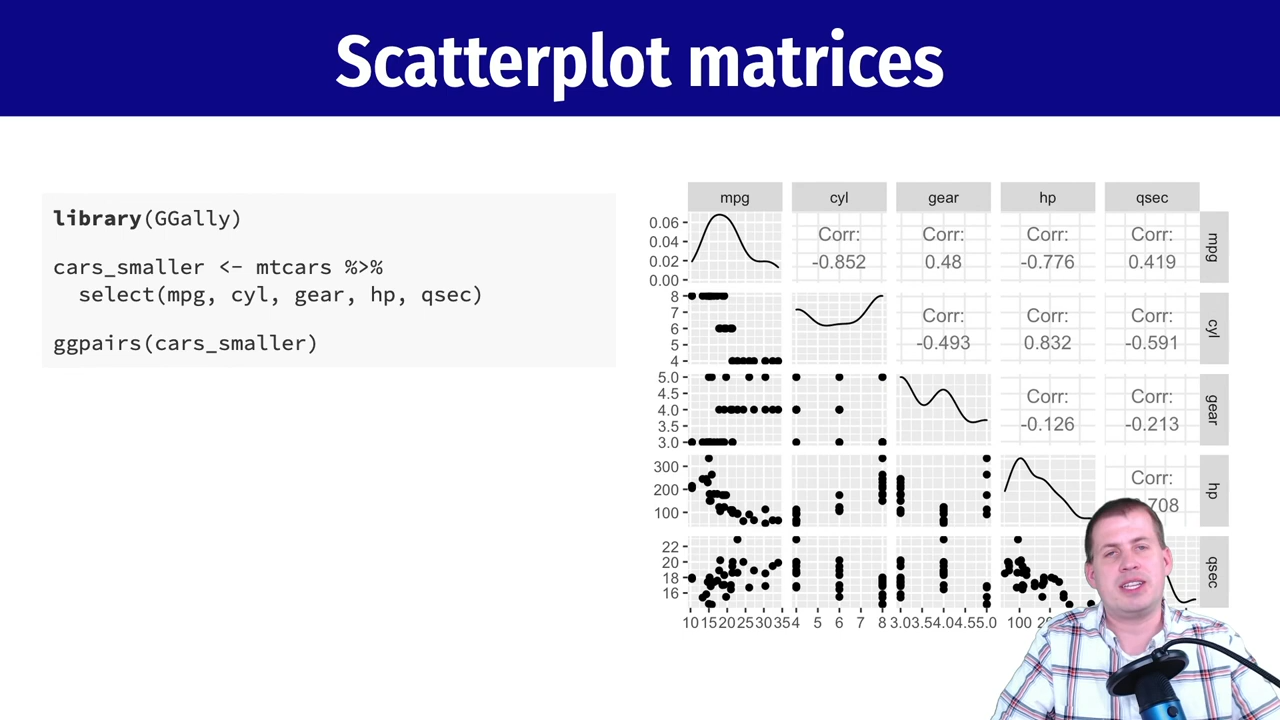 Scatterplot matrices
library(GGally)
cars_smaller <- mtcars %>%
select(mpg, cyl, gear, hp, qsec)
ggpairs(cars_smaller)
mpg cyl gear hp qsec
0.06
0.04
0.02
0.00
Corr: Corr: Corr: Corr:
-0.852 0.48 -0.776 0.419
mpg
8
7
6
5
4
Corr: Corr: Corr:
-0.493 0.832 -0.591
cyl
5.0
4.5
4.0
3.5
3.0
Corr: Corr:
-0.126 -0.213
gear
300
200
100
Corr:
hp
22
20
18
16
qsec
10 15 20 25 30 35 4 5 6 7 8 3.0 3.5 4.0 4.5 5.0 100